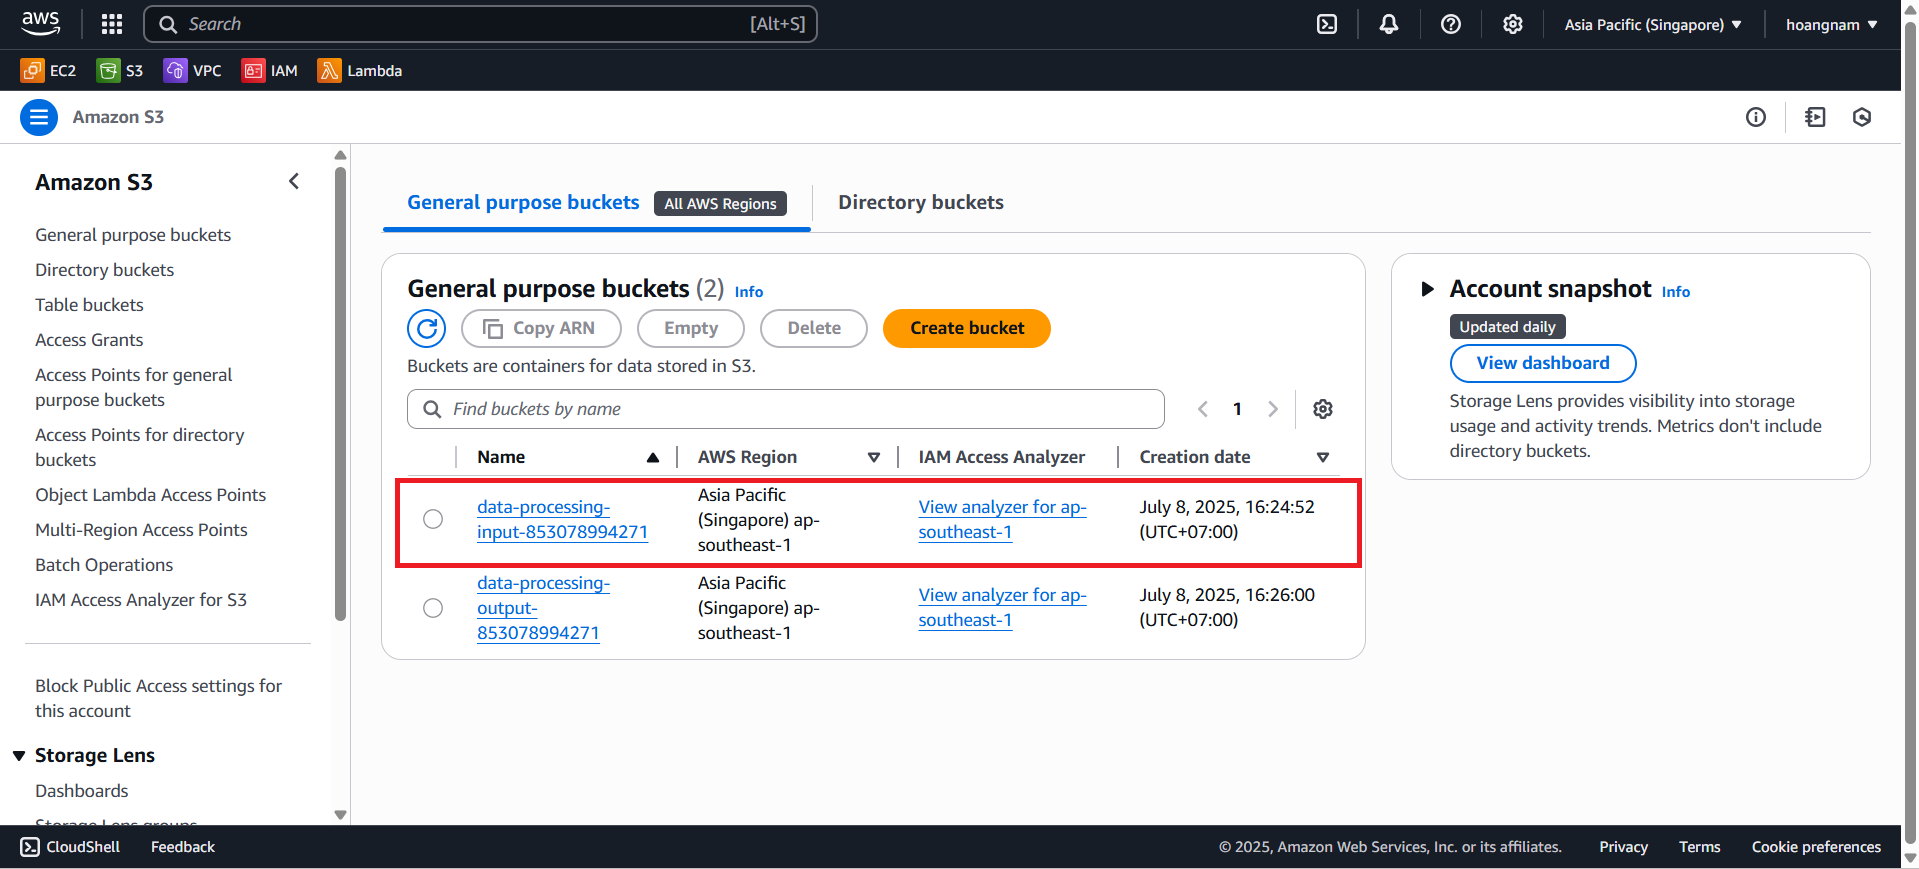 aws
Search [Alt+S]
Asia Pacific (Singapore)
hoangnam
EC2
S3
VPC
IAM
Lambda
Amazon S3
Amazon S3
General purpose buckets
Directory buckets
Table buckets
Access Grants
Access Points for general
purpose buckets
Access Points for directory
buckets
Object Lambda Access Points
Multi-Region Access Points
Batch Operations
IAM Access Analyzer for S3
Block Public Access settings for
this account
Storage Lens
Dashboards
Storage Lens groups
General purpose buckets All AWS Regions
Directory buckets
General purpose buckets (2) Info
Copy ARN
Empty
Delete
Create bucket
Buckets are containers for data stored in S3.
Find buckets by name
1
Name AWS Region IAM Access Analyzer Creation date
data-processing-
input-853078994271
Asia Pacific
(Singapore) ap-
southeast-1
View analyzer for ap-
southeast-1
July 8, 2025, 16:24:52
(UTC+07:00)
data-processing-
output-
853078994271
Asia Pacific
(Singapore) ap-
southeast-1
View analyzer for ap-
southeast-1
July 8, 2025, 16:26:00
(UTC+07:00)
Account snapshot Info
Updated daily
View dashboard
Storage Lens provides visibility into storage
usage and activity trends. Metrics don't include
directory buckets.
CloudShell
Feedback
© 2025, Amazon Web Services, Inc. or its affiliates.
Privacy
Terms
Cookie preferences